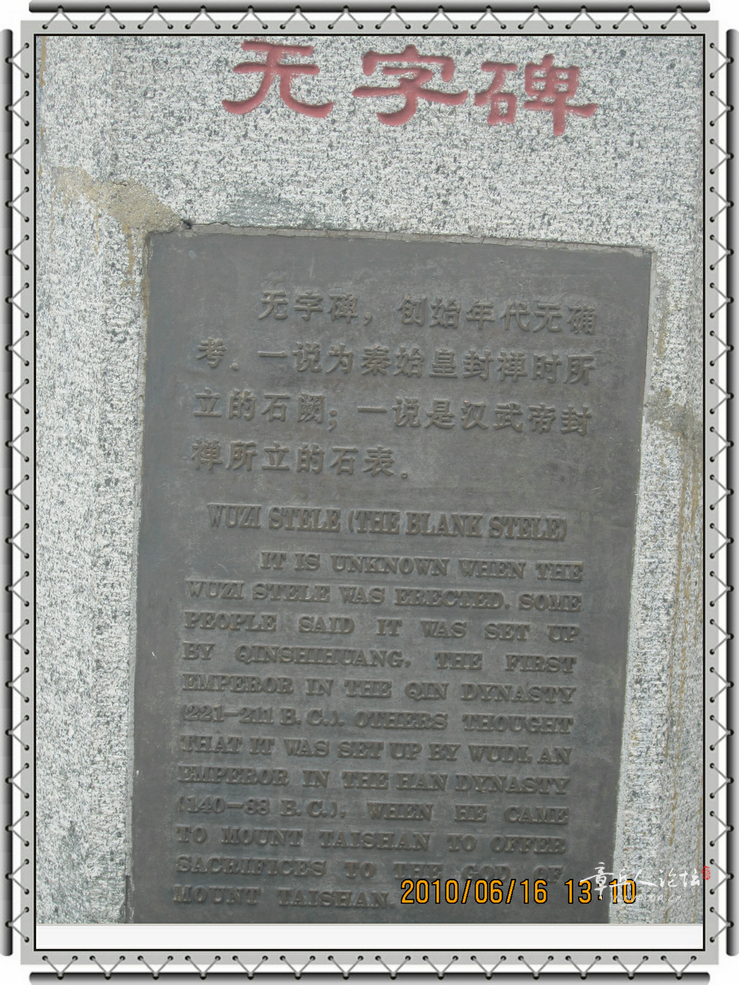 无字碑
无字碑，创始年代无确
考．一说为秦始皇封禅时所
立的石阙；一说是汉武帝封
禅所立的石表．
WUZI STELE (THE BLANK STELE)
IT IS UNKNOWN WHEN THE
WUZI STELE WAS ERECTED. SOME
PEOPLE SAID IT WAS SET UP
BY QINSHIHUANG, THE FIRST
EMPEROR IN THE QIN DYNASTY
(221—211 B.C.). OTHERS THOUGHT
THAT IT WAS SET UP BY WUDI, AN
EMPEROR IN THE HAN DYNASTY
(140—88 B.C.), WHEN HE CAME
TO MOUNT TAISHAN TO OFFER
SACRIFICES TO THE GOD OF
MOUNT TAISHAN.
2010/06/16 13:10
人论坛